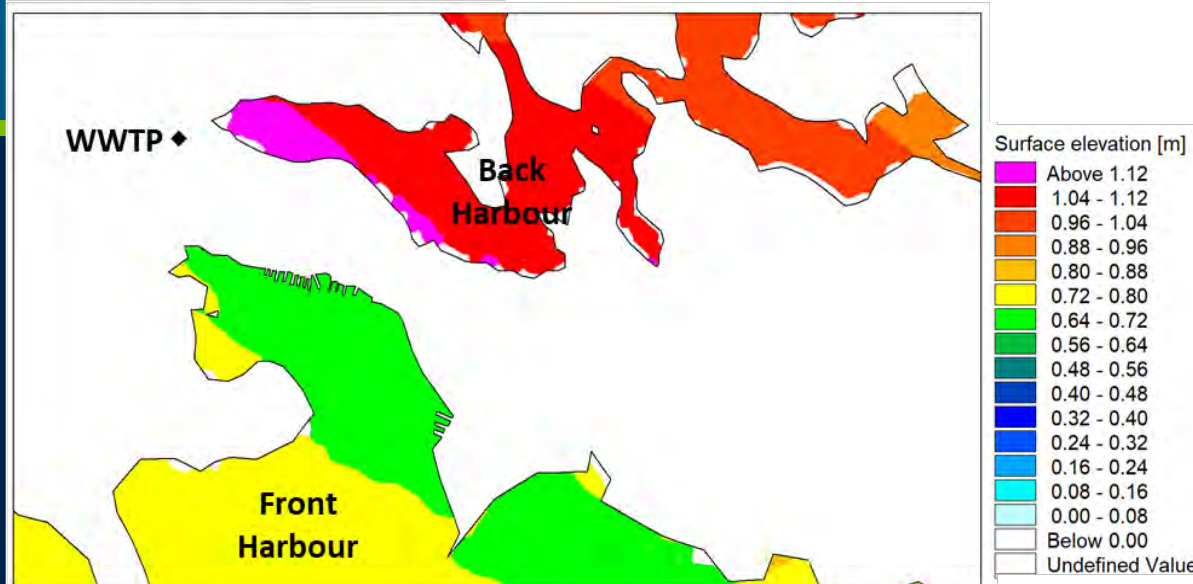 WWTP
Back
Harbour
Front
Harbour
Surface elevation [m]
Above 1.12
1.04 - 1.12
0.96 - 1.04
0.88 - 0.96
0.80 - 0.88
0.72 - 0.80
0.64 - 0.72
0.56 - 0.64
0.48 - 0.56
0.40 - 0.48
0.32 - 0.40
0.24 - 0.32
0.16 - 0.24
0.08 - 0.16
0.00 - 0.08
Below 0.00
Undefined Value